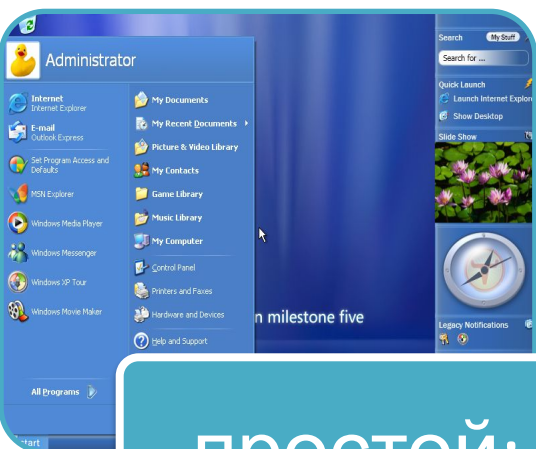 Administrator
Internet
Internet Explorer
E-mail
Outlook Express
Set Program Access and
Defaults
MSN Explorer
Windows Media Player
Windows Messenger
Windows XP Tour
Windows Movie Maker
All Programs
My Documents
My Recent Documents
Picture & Video Library
My Contacts
Game Library
Music Library
My Computer
Control Panel
Printers and Faxes
Hardware and Devices
Help and Support
milestone five
Search
My Stuff
Search for ...
Quick Launch
Launch Internet
Show Desktop
Slide Show
Legacy Notifications